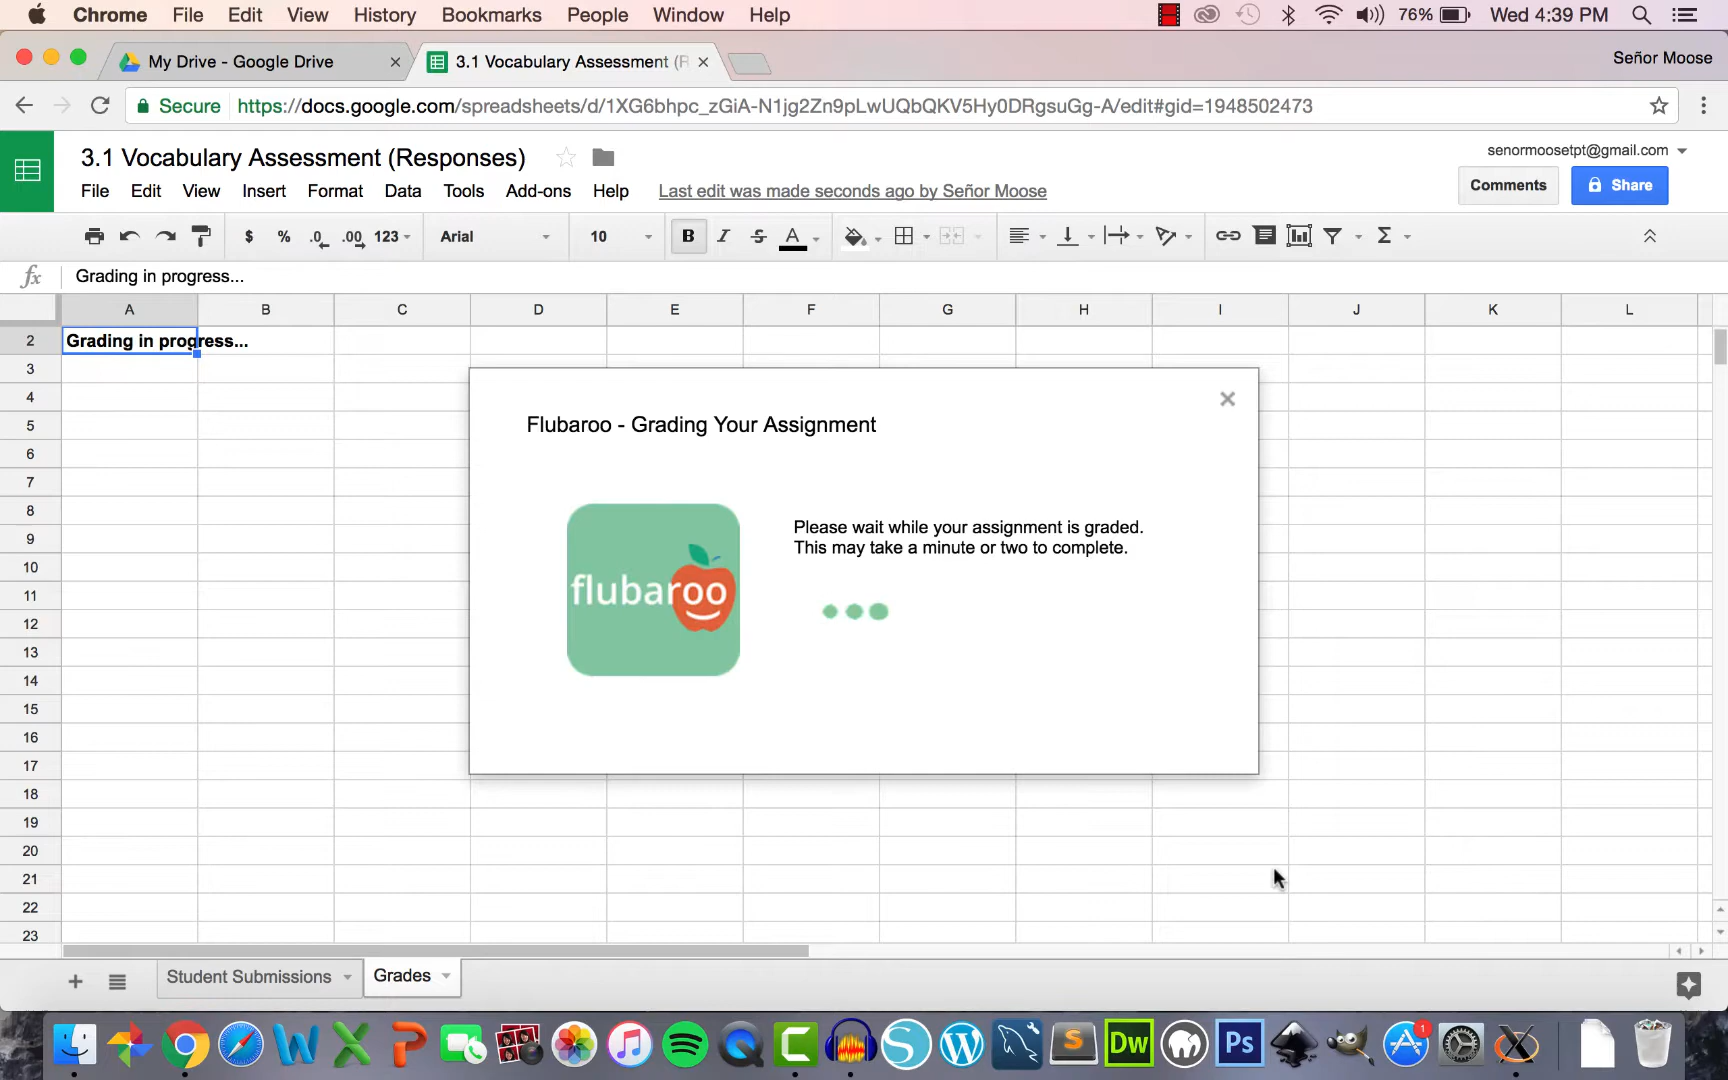 Chrome File Edit View History Bookmarks People Window Help 76% Wed 4:39 PM
My Drive - Google Drive 3.1 Vocabulary Assessment (R Señor Moose
Secure https://docs.google.com/spreadsheets/d/1XG6bhpc_zGiA-N1jg2Zn9pLwUQbQKV5Hy0DRgsuGg-A/edit#gid=1948502473
3.1 Vocabulary Assessment (Responses) senormoosetpt@gmail.com
File Edit View Insert Format Data Tools Add-ons Help Last edit was made seconds ago by Señor Moose Comments Share
$ % .0 .00 123 Arial 10 B I S A Σ
fx Grading in progress...
A B C D E F G H I J K L
2 Grading in progress...
3
4
Flubaroo - Grading Your Assignment
5
6
7
8
flubaroo
Please wait while your assignment is graded.
This may take a minute or two to complete.
9
10
11
12
13
14
15
16
17
18
19
20
21
22
23
Student Submissions Grades
W X P C S S Dw Ps 1